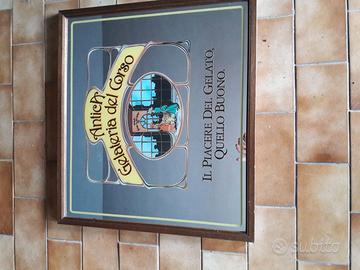 Antica
Gelateria del Corso
IL PIACERE DEL GELATO,
QUELLO BUONO.
subito